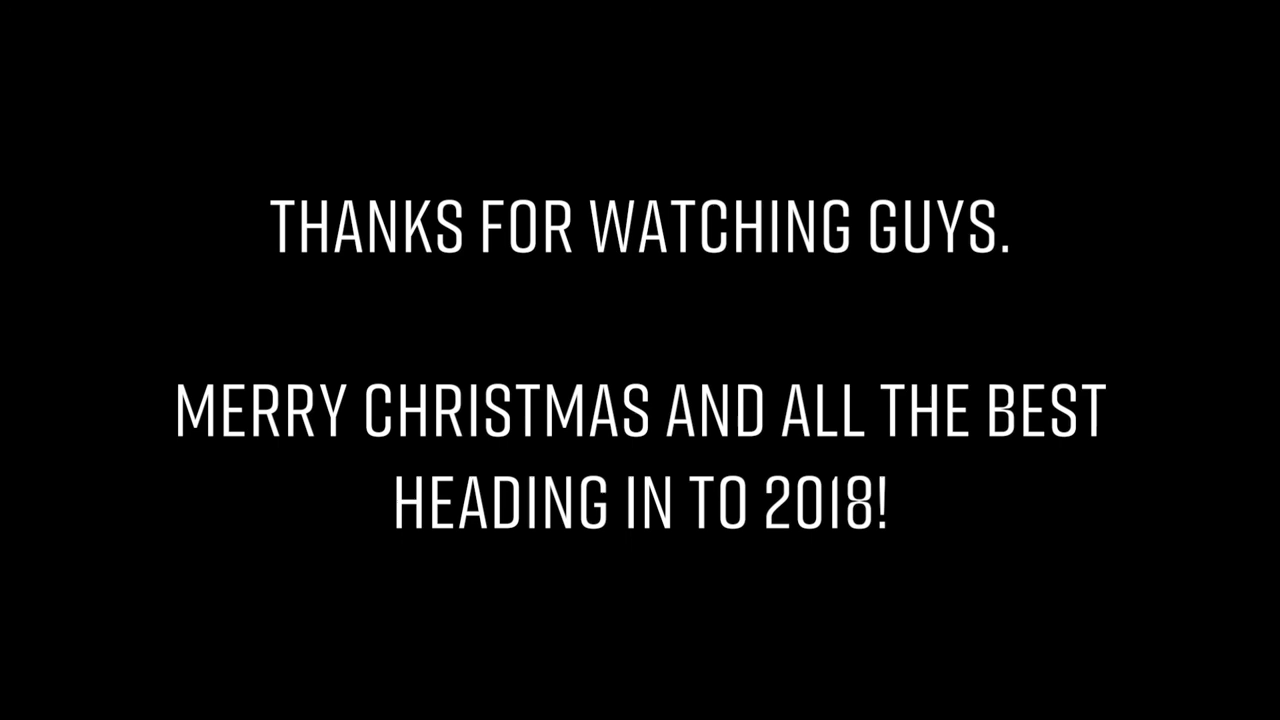 THANKS FOR WATCHING GUYS.
MERRY CHRISTMAS AND ALL THE BEST
HEADING IN TO 2018!